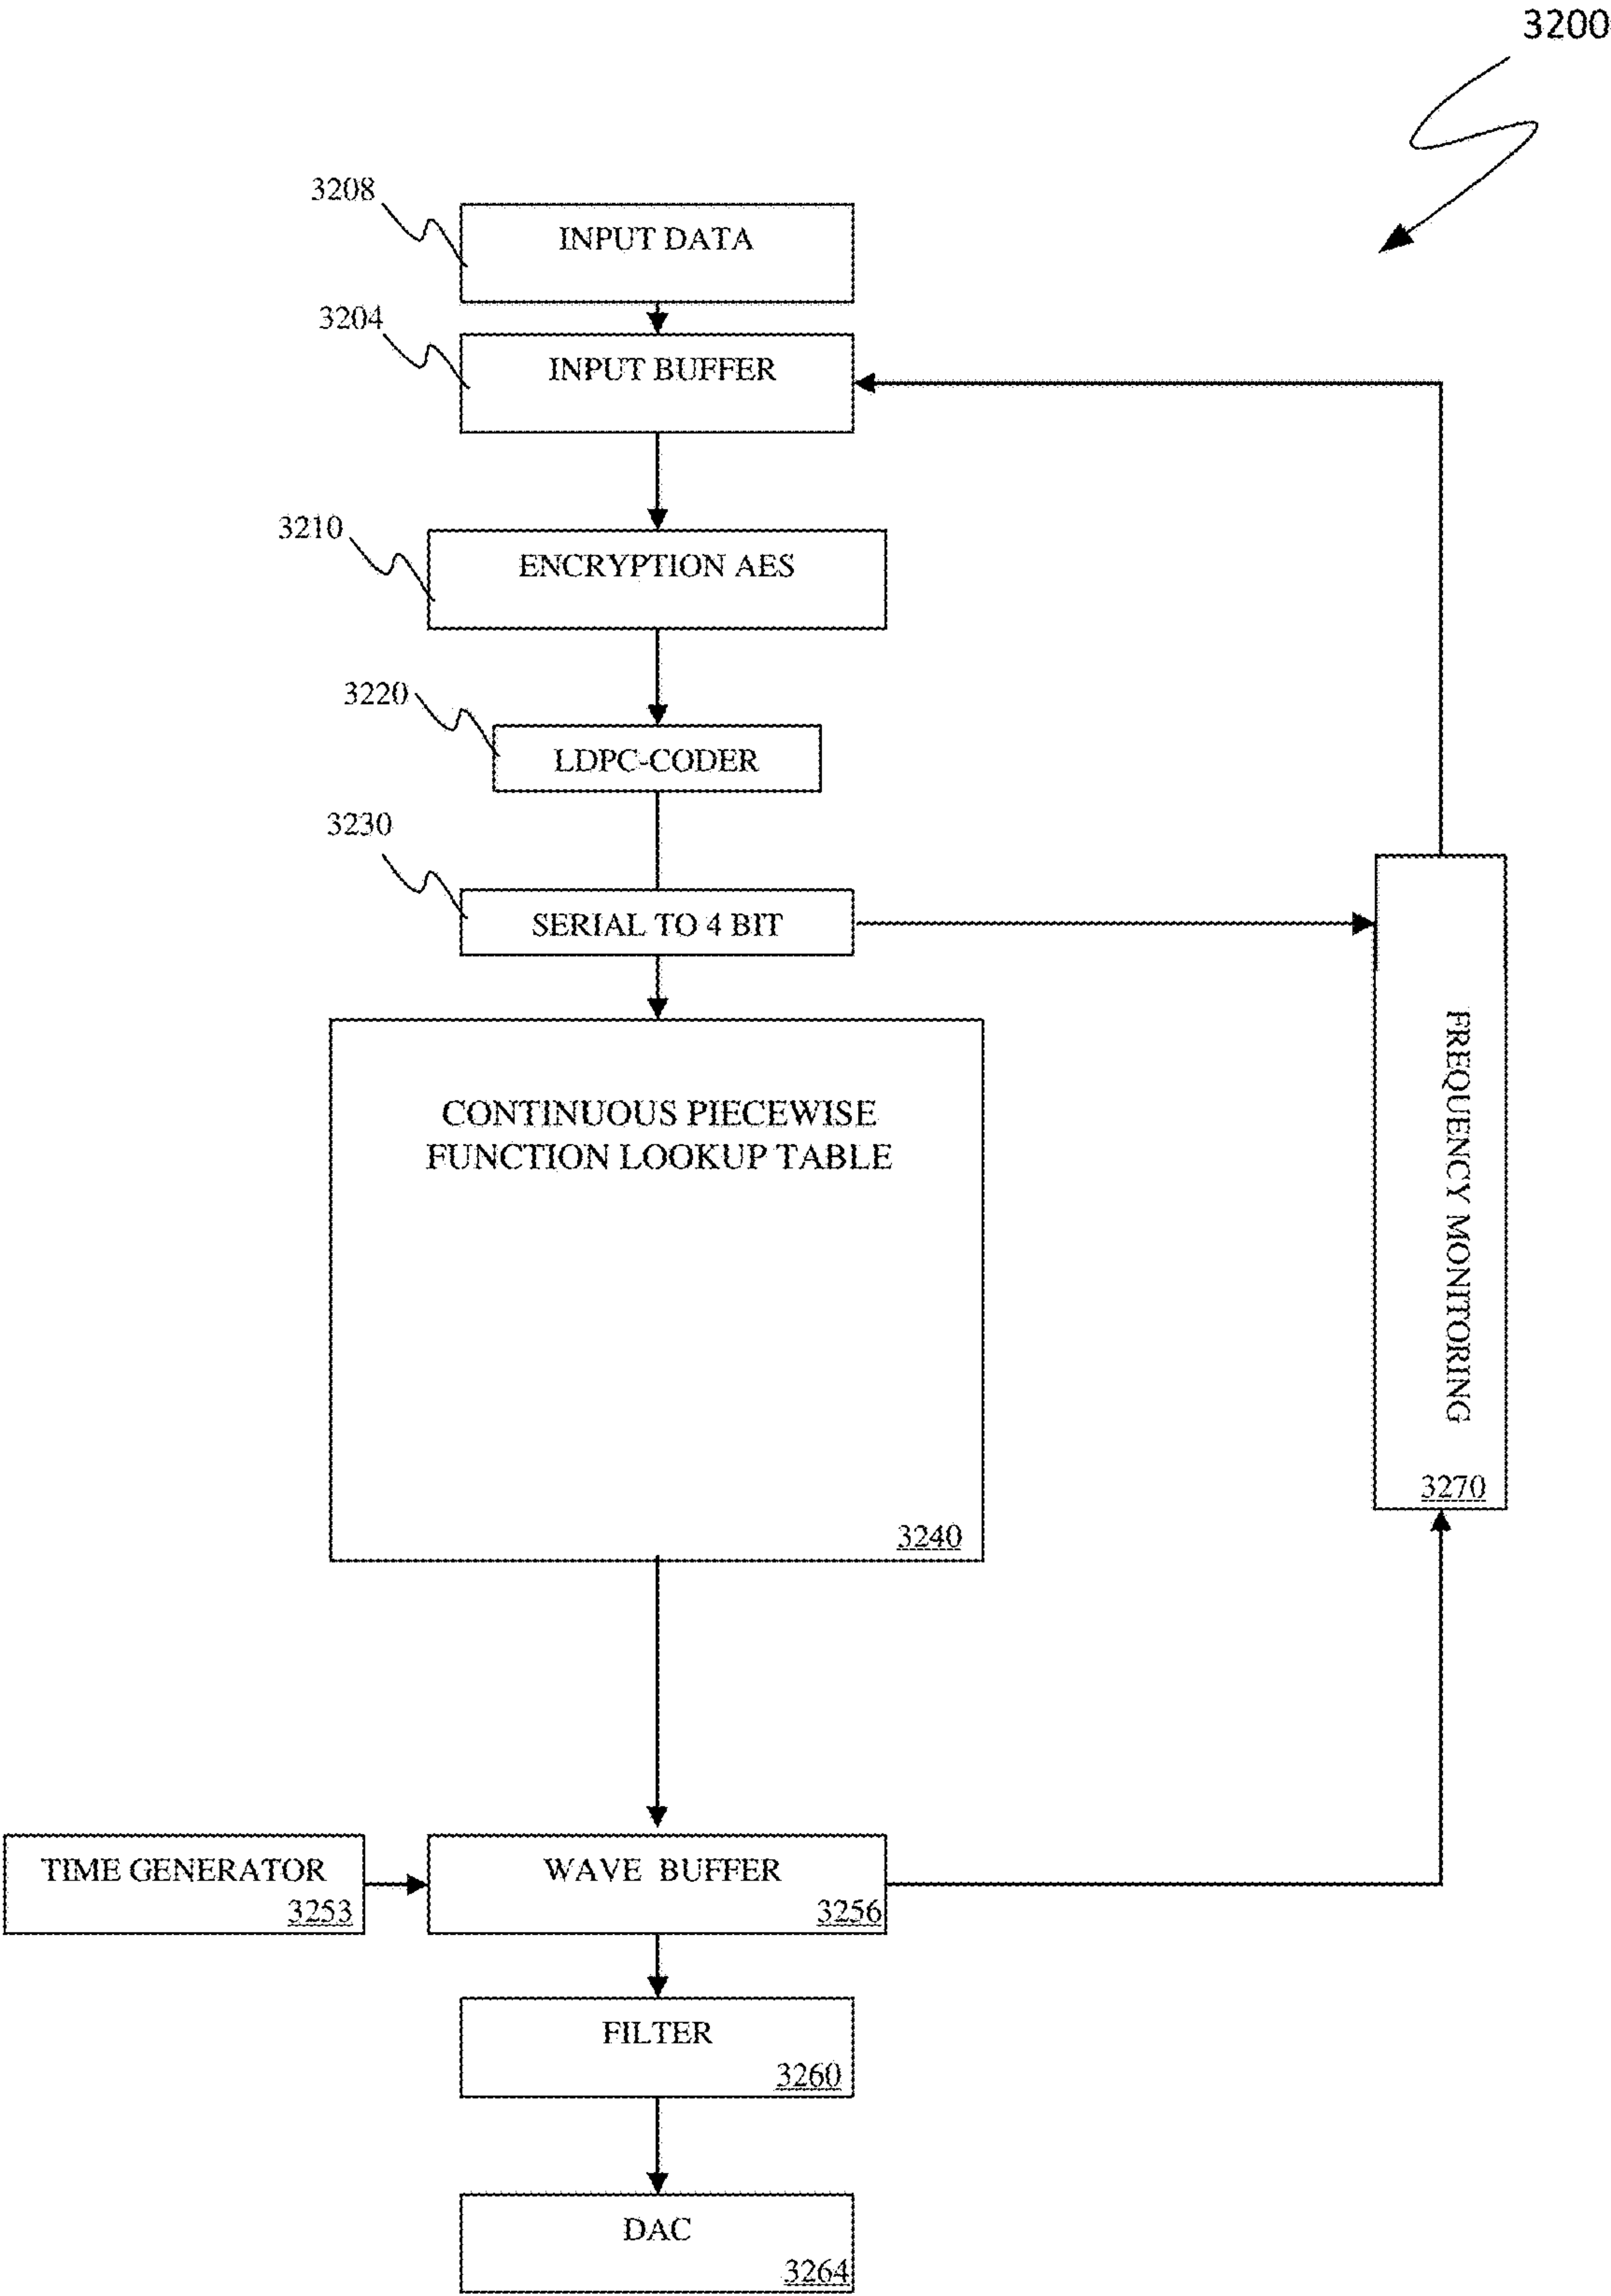 3200
3208
INPUT DATA
3204
INPUT BUFFER
3210
ENCRYPTION AES
3220
LDPC-CODER
3230
SERIAL TO 4 BIT
CONTINUOUS PIECEWISE
FUNCTION LOOKUP TABLE
3240
FREQUENCY MONITORING
3270
TIME GENERATOR
3253
WAVE BUFFER
3256
FILTER
3260
DAC
3264